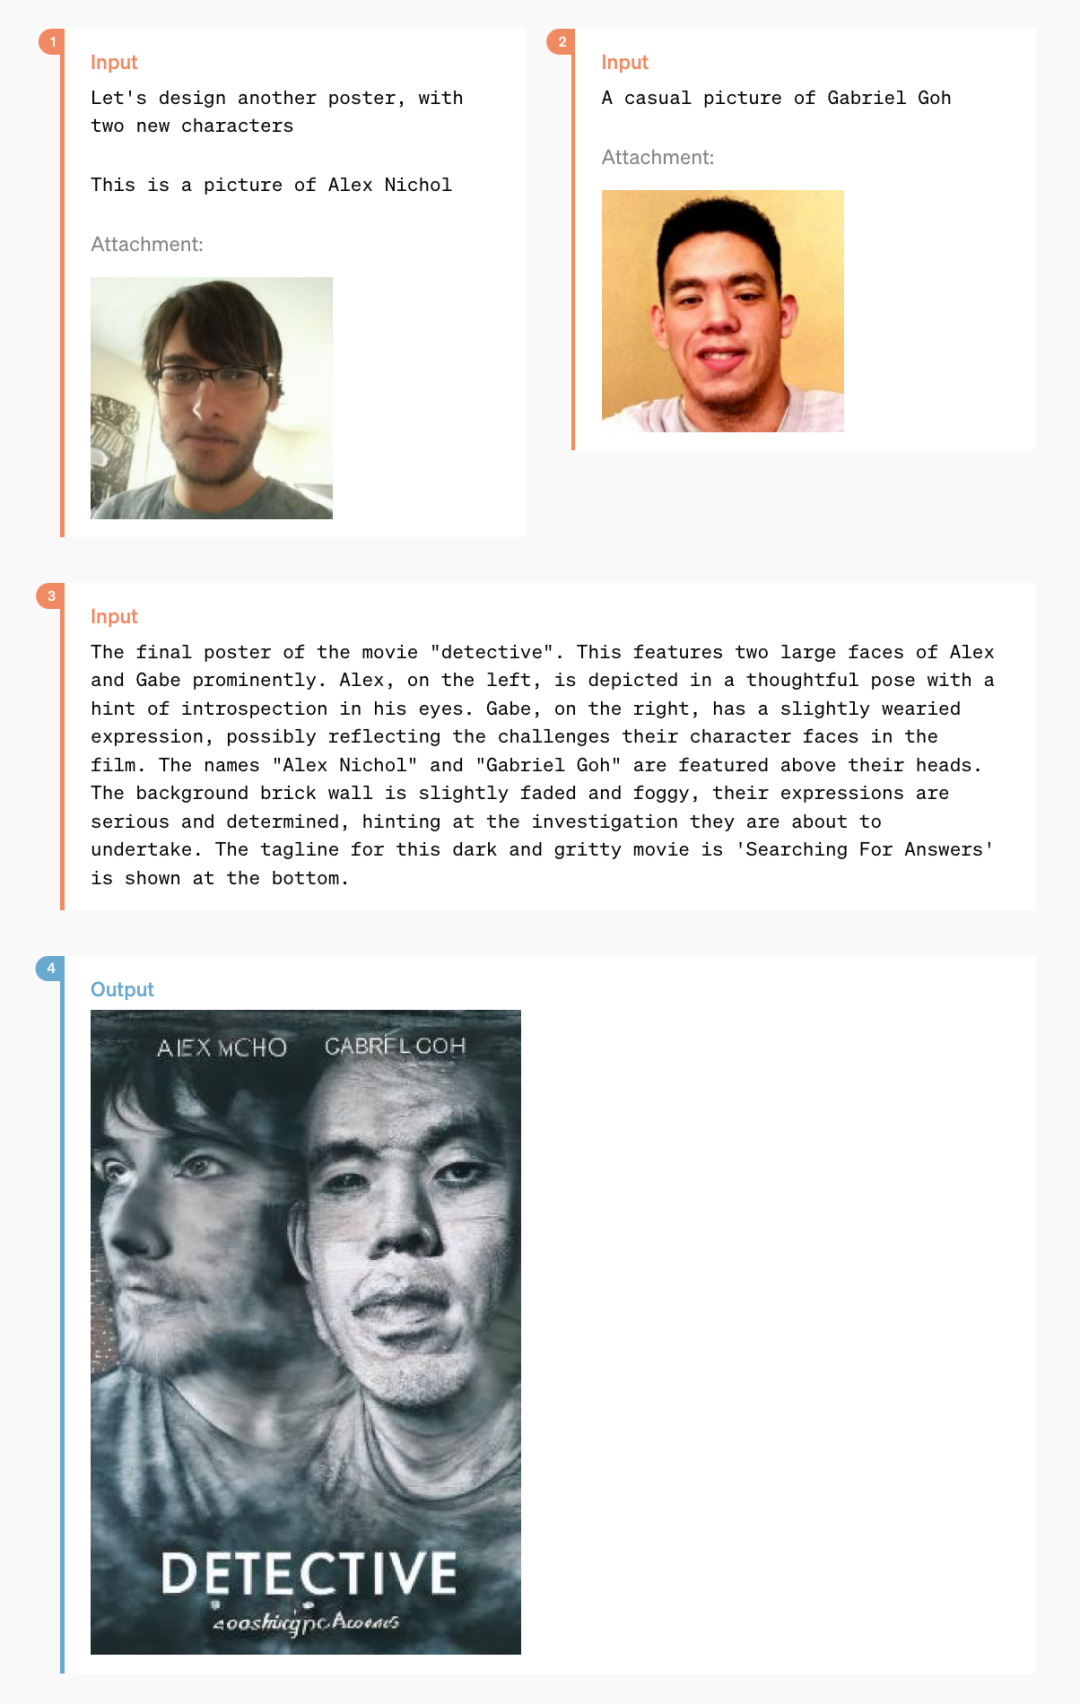 1
Input
Let's design another poster, with
two new characters
This is a picture of Alex Nichol
Attachment:
2
Input
A casual picture of Gabriel Goh
Attachment:
3
Input
The final poster of the movie "detective". This features two large faces of Alex
and Gabe prominently. Alex, on the left, is depicted in a thoughtful pose with a
hint of introspection in his eyes. Gabe, on the right, has a slightly wearied
expression, possibly reflecting the challenges their character faces in the
film. The names "Alex Nichol" and "Gabriel Goh" are featured above their heads.
The background brick wall is slightly faded and foggy, their expressions are
serious and determined, hinting at the investigation they are about to
undertake. The tagline for this dark and gritty movie is 'Searching For Answers'
is shown at the bottom.
4
Output
AIEX MCHO GABRÍEL GOH
DETECTIVE